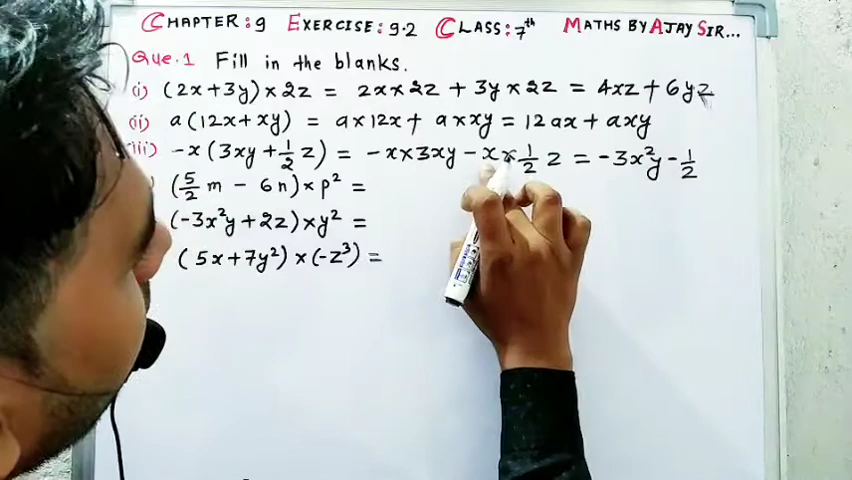 CHAPTER:9 EXERCISE:9.2 CLASS:7th MATHS BY AJAY SIR...
Que.1 Fill in the blanks.
(i) (2x+3y)×2z = 2x×2z + 3y×2z = 4xz+6yz
(ii) a(12x+xy) = a×12x+ a×xy = 12ax+axy
(iii) -x(3xy+1/2 z) = -x×3xy -x×1/2 z = -3x²y-1/2
(5/2 m - 6n)×p² =
(-3x²y+2z)×y² =
(5x+7y²)×(-z³) =